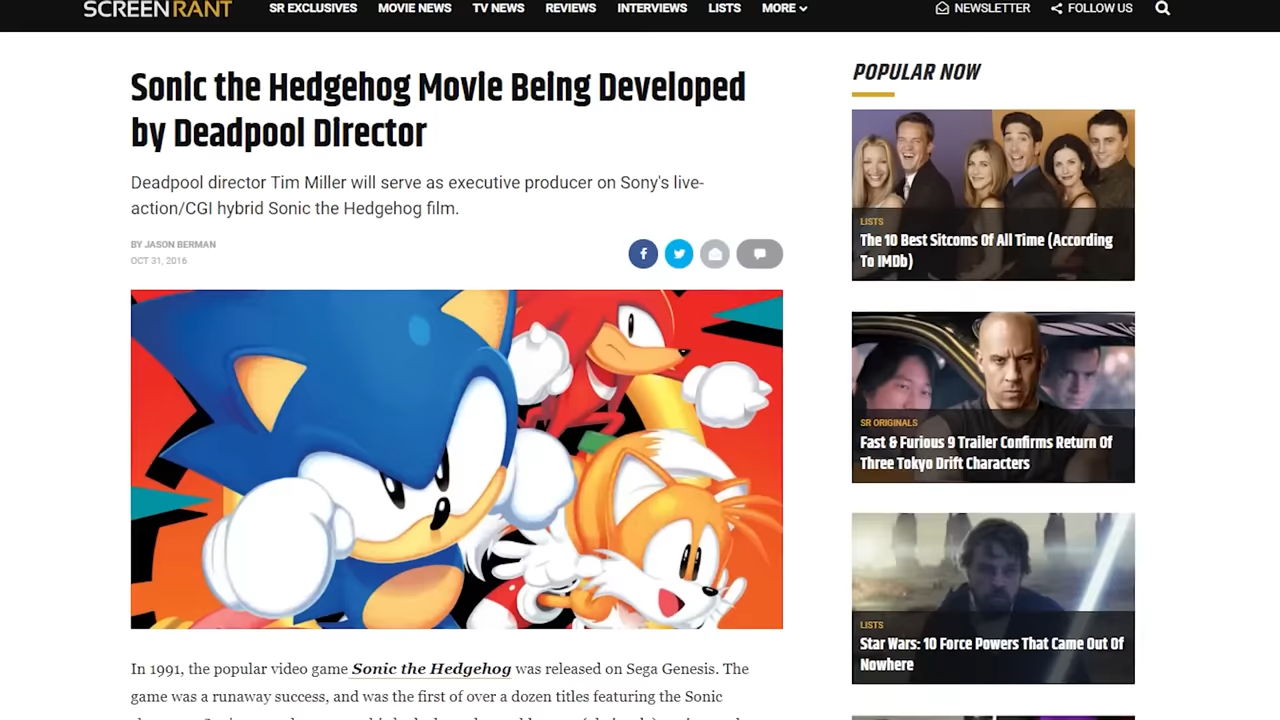 SCREENRANT
SR EXCLUSIVES MOVIE NEWS TV NEWS REVIEWS INTERVIEWS LISTS MORE
NEWSLETTER FOLLOW US
Sonic the Hedgehog Movie Being Developed
by Deadpool Director
Deadpool director Tim Miller will serve as executive producer on Sony's live-
action/CGI hybrid Sonic the Hedgehog film.
BY JASON BERMAN
OCT 31, 2016
In 1991, the popular video game Sonic the Hedgehog was released on Sega Genesis. The
game was a runaway success, and was the first of over a dozen titles featuring the Sonic
POPULAR NOW
LISTS
The 10 Best Sitcoms Of All Time (According
To IMDb)
SR ORIGINALS
Fast & Furious 9 Trailer Confirms Return Of
Three Tokyo Drift Characters
LISTS
Star Wars: 10 Force Powers That Came Out Of
Nowhere